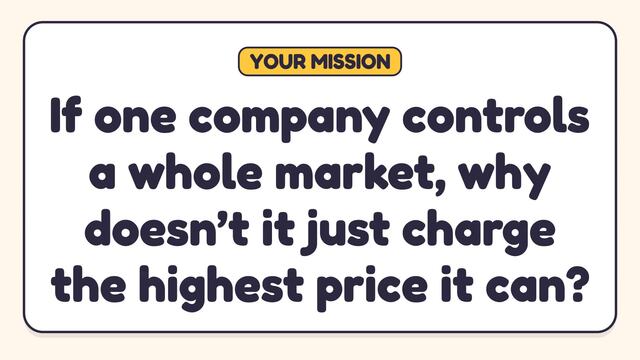 YOUR MISSION
If one company controls
a whole market, why
doesn’t it just charge
the highest price it can?